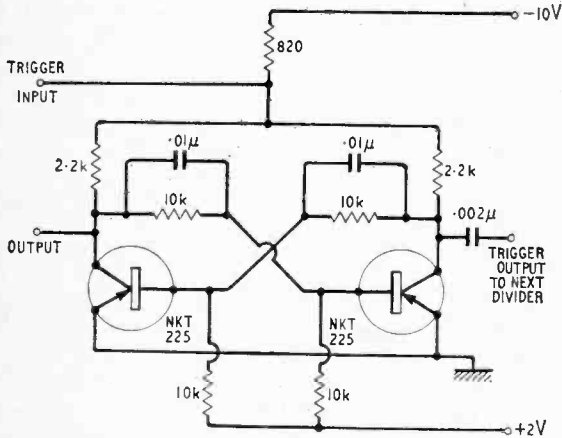 −10V
820
TRIGGER
INPUT
.01μ
.01μ
2.2k
10k
10k
2.2k
.002μ
OUTPUT
TRIGGER
OUTPUT
TO NEXT
DIVIDER
NKT
225
NKT
225
10k
10k
+2V